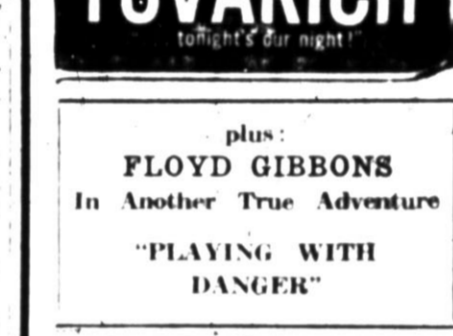 TOVARICH
tonight's our night!"
plus:
FLOYD GIBBONS
In Another True Adventure
"PLAYING WITH
DANGER"